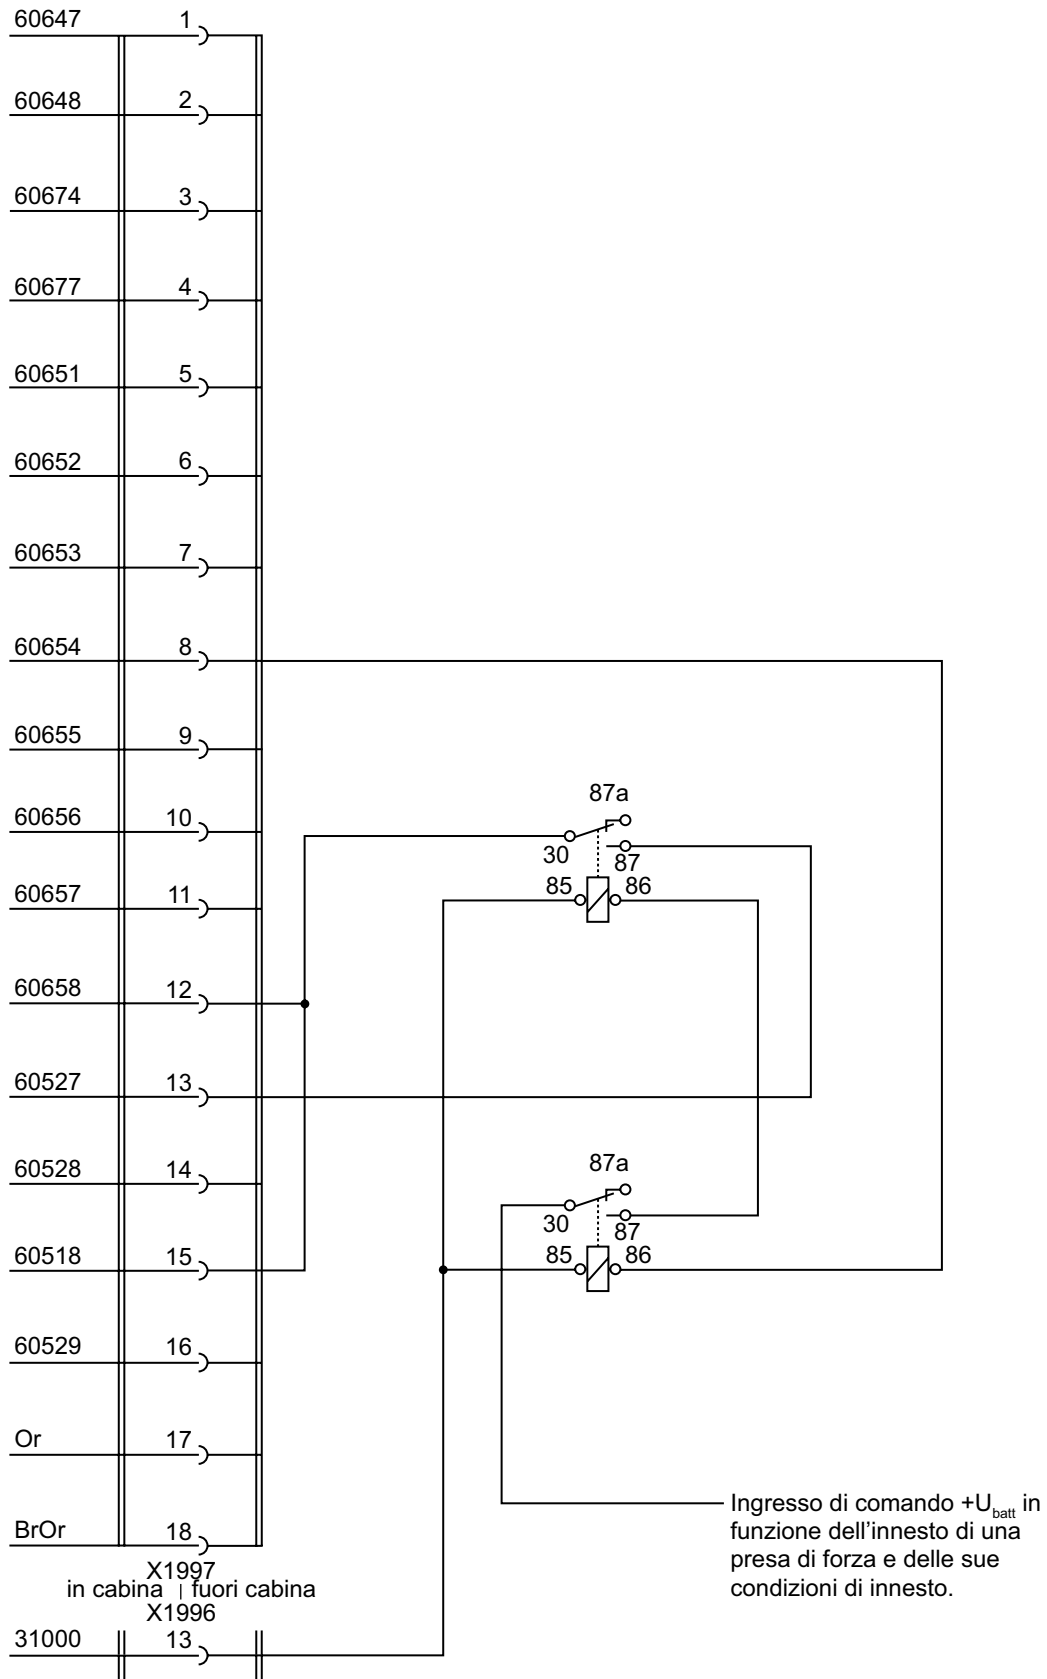 60647 1
60648 2
60674 3
60677 4
60651 5
60652 6
60653 7
60654 8
60655 9
87a
60656 10
30 87
60657 11
85 86
60658 12
60527 13
87a
60528 14
30 87
60518 15
85 86
60529 16
Or 17
BrOr 18
X1997
in cabina | fuori cabina
X1996
31000 13
Ingresso di comando +Ubatt in
funzione dell'innesto di una
presa di forza e delle sue
condizioni di innesto.